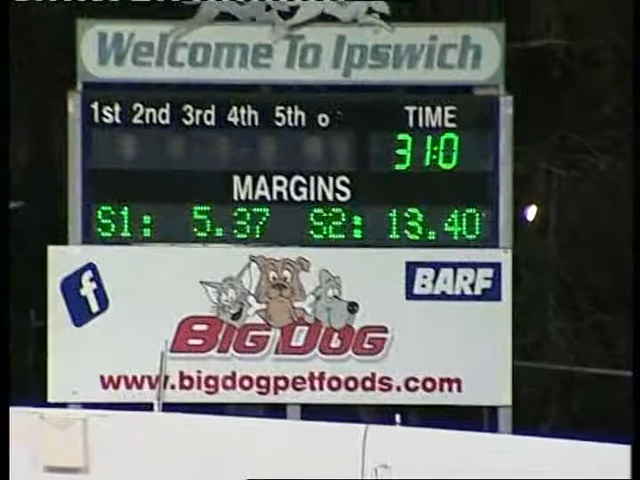 Welcome To Ipswich
1st 2nd 3rd 4th 5th TIME
31:0
MARGINS
S1: 5.37 S2: 13.40
f
BARF
BIG DOG
www.bigdogpetfoods.com